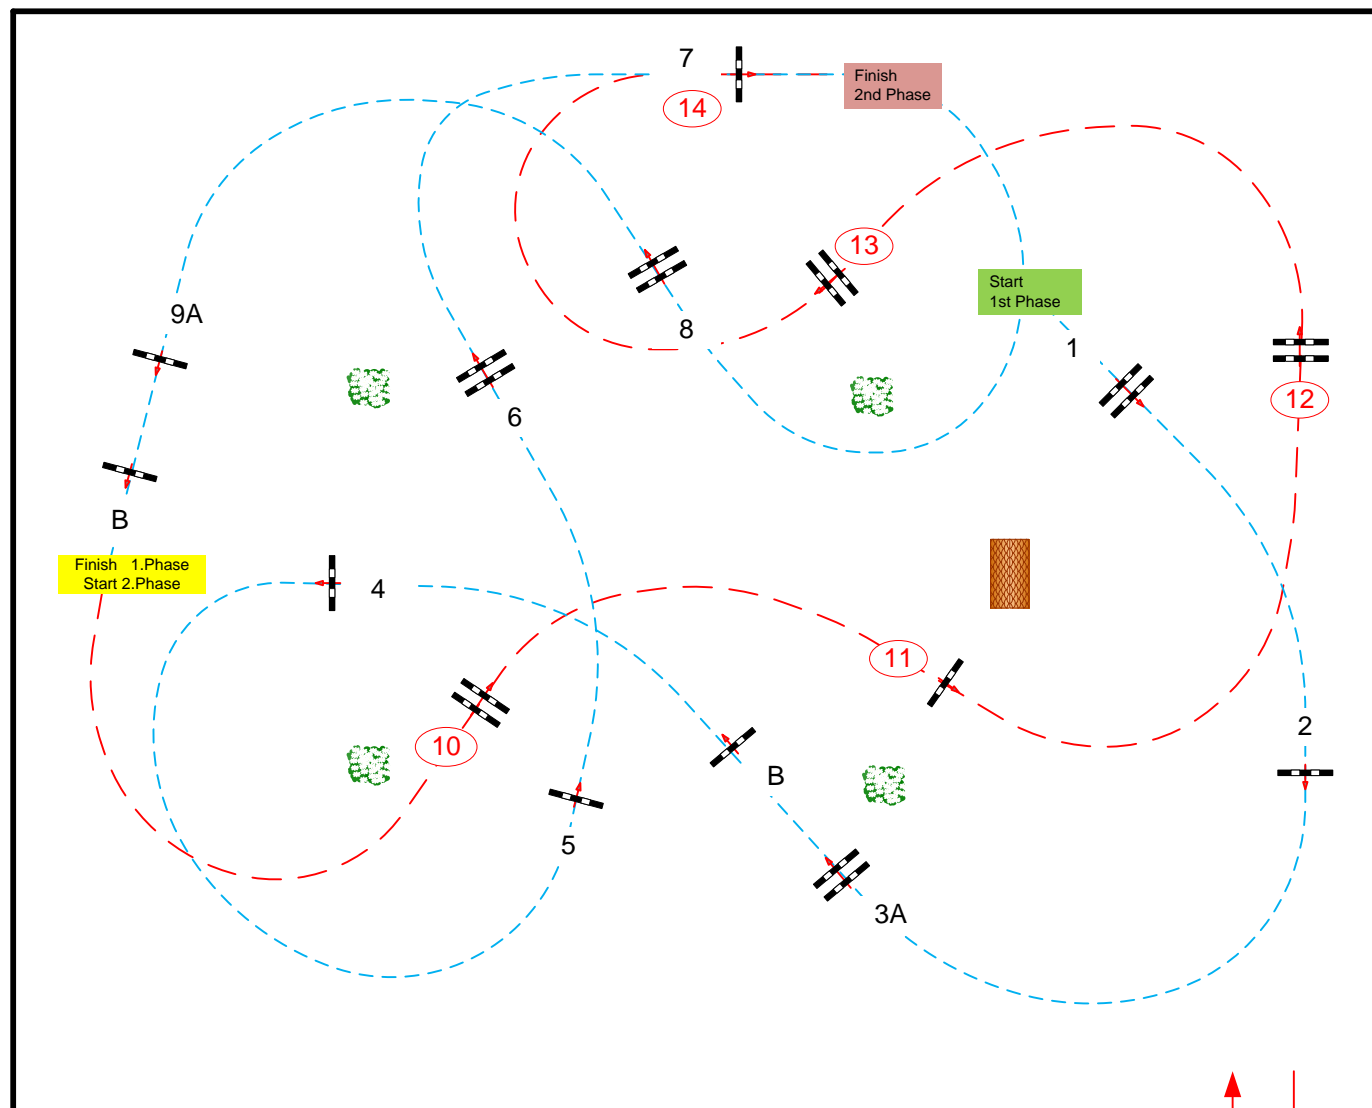 7
Finish
2nd Phase
14
13
Start
1st Phase
9A
8
1
12
6
B
Finish 1.Phase
Start 2.Phase
4
11
2
10
B
5
3A